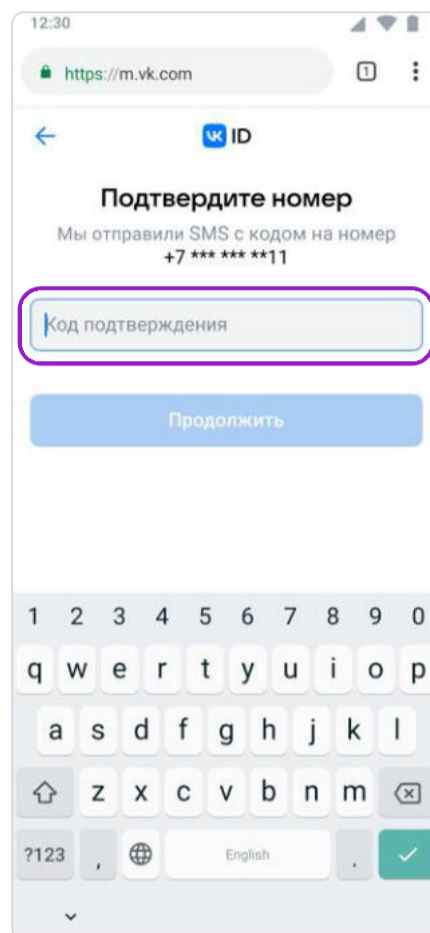 12:30
https://m.vk.com
1
VK ID
Подтвердите номер
Мы отправили SMS с кодом на номер
+7 *** *** **11
Код подтверждения
Продолжить
1 2 3 4 5 6 7 8 9 0
q w e r t y u i o p
a s d f g h j k l
z x c v b n m
?123 , English .